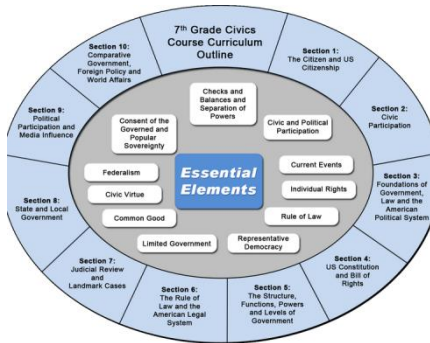 7th Grade Civics
Course Curriculum
Outline
Section 1:
The Citizen and US
Citizenship
Section 2:
Civic
Participation
Section 3:
Foundations of
Government,
Law and the
American
Political System
Section 4:
US Constitution
and Bill of
Rights
Section 5:
The Structure,
Functions, Powers
and Levels of
Government
Section 6:
The Rule of
Law and the
American Legal
System
Section 7:
Judicial Review
and
Landmark Cases
Section 8:
State and Local
Government
Section 9:
Political
Participation and
Media Influence
Section 10:
Comparative
Government,
Foreign Policy and
World Affairs
Checks and
Balances and
Separation of
Powers
Civic and Political
Participation
Current Events
Individual Rights
Rule of Law
Representative
Democracy
Limited Government
Common Good
Civic Virtue
Federalism
Consent of the
Governed and
Popular
Sovereignty
Essential
Elements